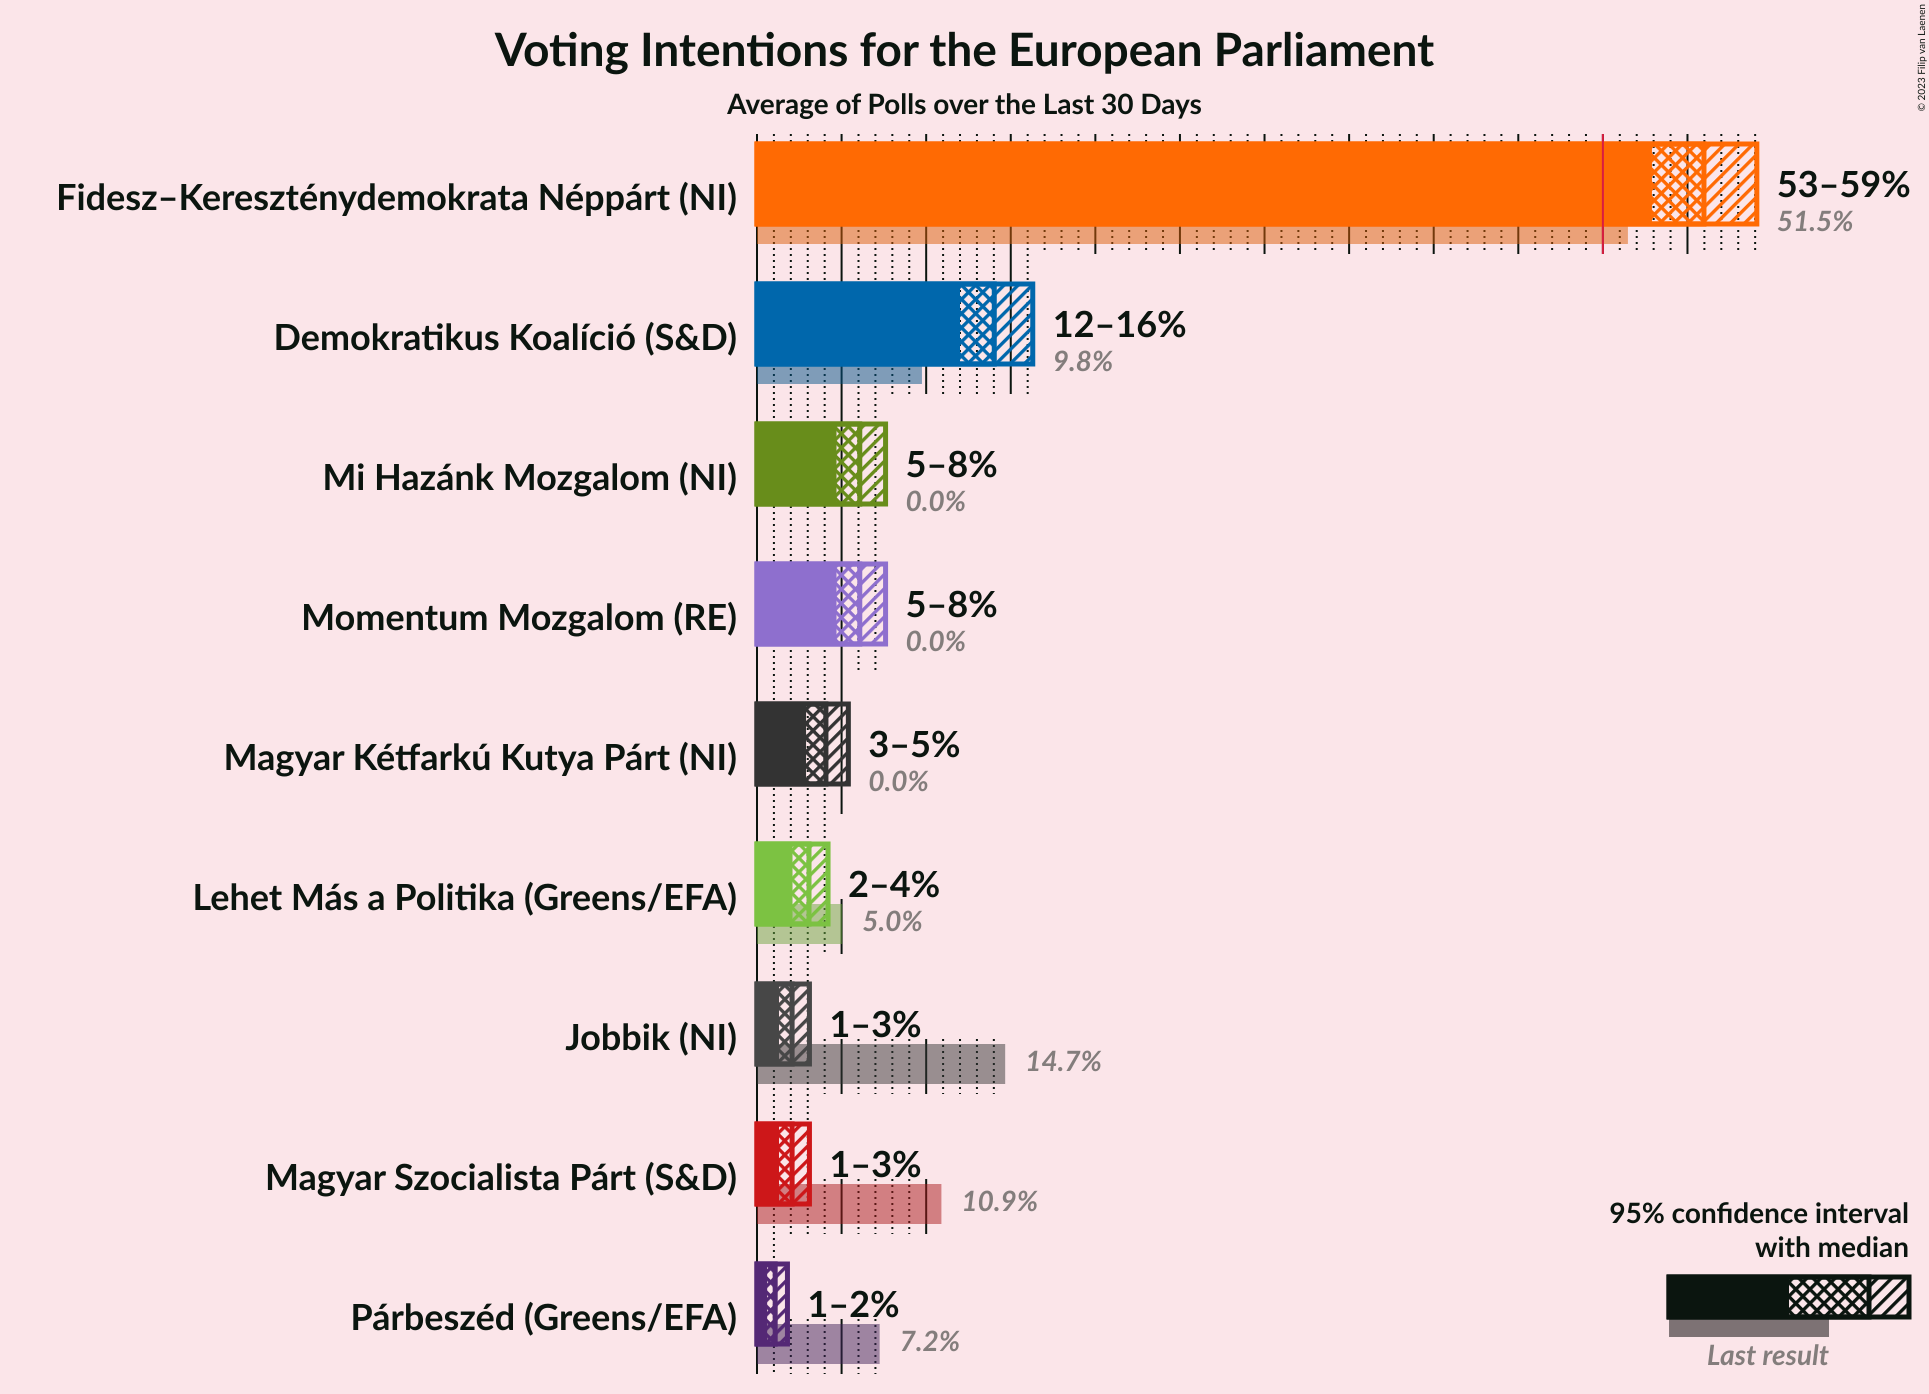 © 2023 Filip van Laenen
Voting Intentions for the European Parliament
Average of Polls over the Last 30 Days
Fidesz–Kereszténydemokrata Néppárt (NI)
53–59%
51.5%
Demokratikus Koalíció (S&D)
12–16%
9.8%
Mi Hazánk Mozgalom (NI)
5–8%
0.0%
Momentum Mozgalom (RE)
5–8%
0.0%
Magyar Kétfarkú Kutya Párt (NI)
3–5%
0.0%
Lehet Más a Politika (Greens/EFA)
2–4%
5.0%
Jobbik (NI)
1–3%
14.7%
Magyar Szocialista Párt (S&D)
1–3%
10.9%
Párbeszéd (Greens/EFA)
1–2%
7.2%
95% confidence interval
with median
Last result